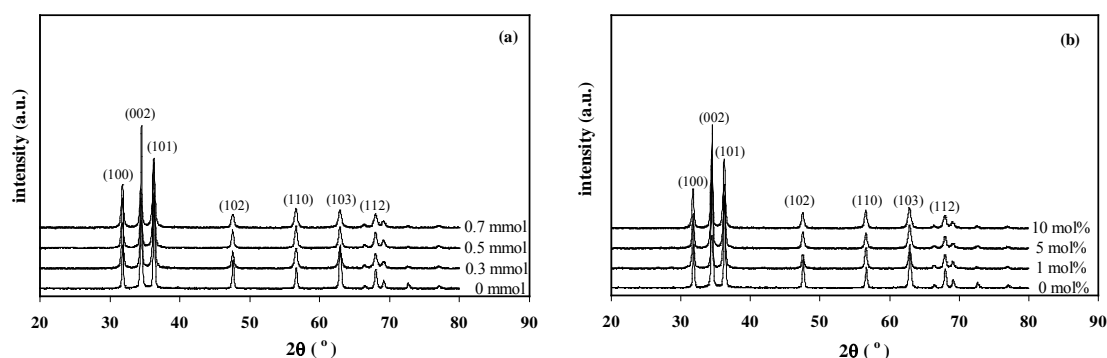 (a)
intensity (a.u.)
(002)
(101)
(100)
(102)
(110)
(103)
(112)
0.7 mmol
0.5 mmol
0.3 mmol
0 mmol
20 30 40 50 60 70 80 90
2θ ( ° )
(b)
intensity (a.u.)
(002)
(101)
(100)
(102)
(110)
(103)
(112)
10 mol%
5 mol%
1 mol%
0 mol%
20 30 40 50 60 70 80 90
2θ ( ° )